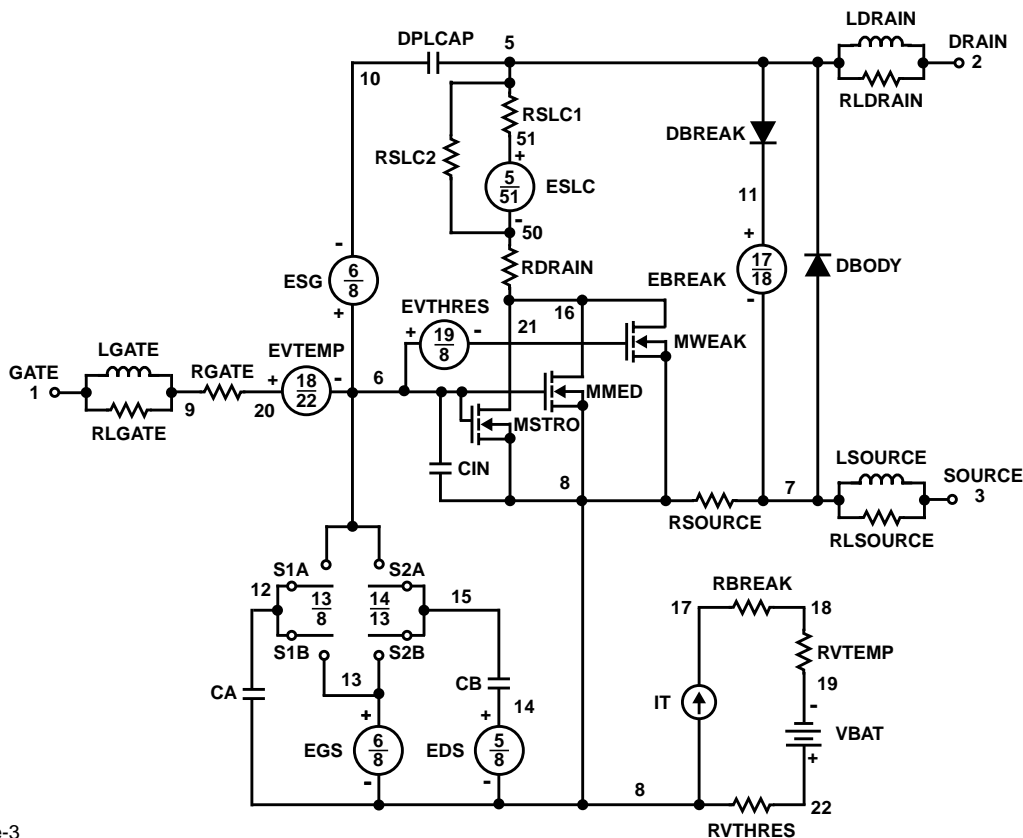 LDRAIN
DPLCAP
5
DRAIN
2
10
RLDRAIN
RSLC1
DBREAK
51
RSLC2
+
5
51
ESLC
11
-
50
-
+
RDRAIN
17
18
EBREAK
DBODY
ESG
6
8
EVTHRES
16
-
+
21
+
19
8
-
MWEAK
LGATE
EVTEMP
GATE
1
RGATE
+
18
22
-
6
MMED
9
20
RLGATE
MSTRO
LSOURCE
CIN
8
7
SOURCE
3
RSOURCE
RLSOURCE
S1A
S2A
12
13
8
14
13
15
RBREAK
17
18
S1B
S2B
RVTEMP
13
CB
19
CA
14
IT
-
+
+
VBAT
EGS
6
8
EDS
5
8
+
-
-
8
22
RVTHRES
e-3